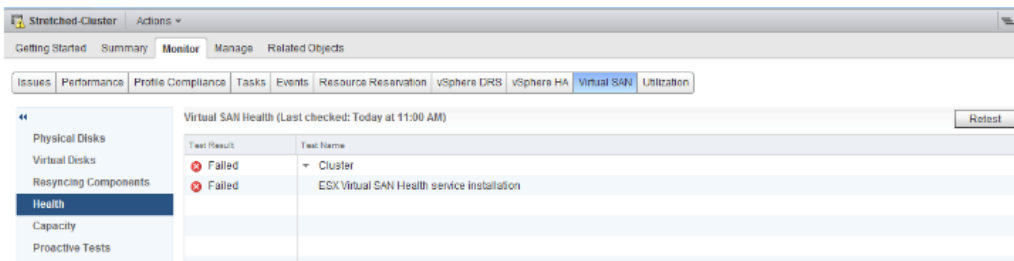 Stretched-Cluster Actions
Getting Started Summary Monitor Manage Related Objects
Issues Performance Profile Compliance Tasks Events Resource Reservation vSphere DRS vSphere HA Virtual SAN Utilization
Virtual SAN Health (Last checked: Today at 11:00 AM) Retest
Physical Disks
Virtual Disks
Resyncing Components
Health
Capacity
Proactive Tests
Test Result Test Name
Failed Cluster
Failed ESX Virtual SAN Health service installation